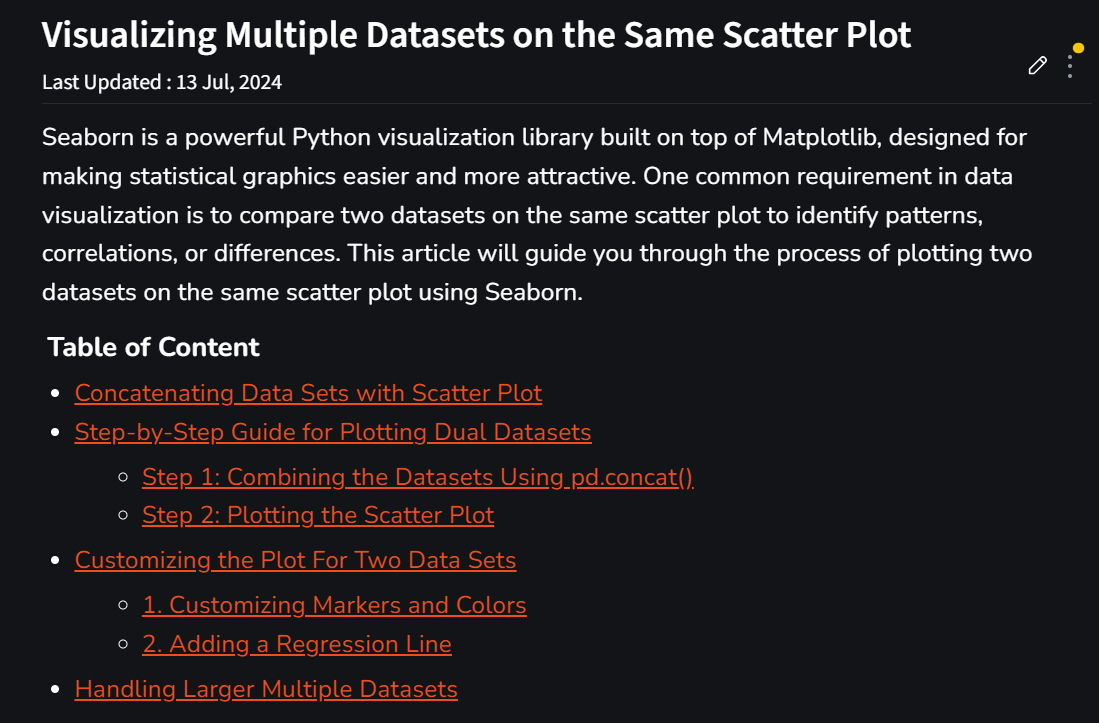 Visualizing Multiple Datasets on the Same Scatter Plot
Last Updated : 13 Jul, 2024
Seaborn is a powerful Python visualization library built on top of Matplotlib, designed for
making statistical graphics easier and more attractive. One common requirement in data
visualization is to compare two datasets on the same scatter plot to identify patterns,
correlations, or differences. This article will guide you through the process of plotting two
datasets on the same scatter plot using Seaborn.
Table of Content
Concatenating Data Sets with Scatter Plot
Step-by-Step Guide for Plotting Dual Datasets
Step 1: Combining the Datasets Using pd.concat()
Step 2: Plotting the Scatter Plot
Customizing the Plot For Two Data Sets
1. Customizing Markers and Colors
2. Adding a Regression Line
Handling Larger Multiple Datasets